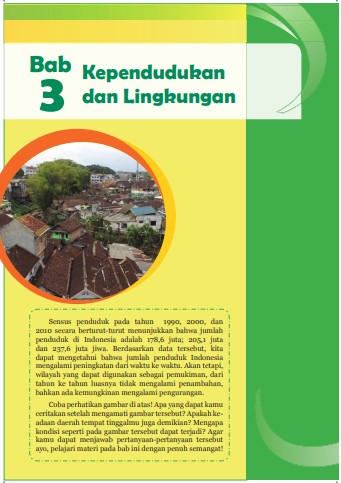 Bab
3
Kependudukan
dan Lingkungan
Sensus penduduk pada tahun 1990, 2000, dan
2010 secara berturut-turut menunjukkan bahwa jumlah
penduduk di Indonesia adalah 178,6 juta; 205,1 juta
dan 237,6 juta jiwa. Berdasarkan data tersebut, kita
dapat mengetahui bahwa jumlah penduduk Indonesia
mengalami peningkatan dari waktu ke waktu. Akan tetapi,
wilayah yang dapat digunakan sebagai pemukiman, dari
tahun ke tahun luasnya tidak mengalami penambahan,
bahkan ada kemungkinan mengalami pengurangan.
Coba perhatikan gambar di atas! Apa yang dapat kamu
ceritakan setelah mengamati gambar tersebut? Apakah ke-
adaan daerah tempat tinggalmu juga demikian? Mengapa
kondisi seperti pada gambar tersebut dapat terjadi? Agar
kamu dapat menjawab pertanyaan-pertanyaan tersebut
ayo, pelajari materi pada bab ini dengan penuh semangat!